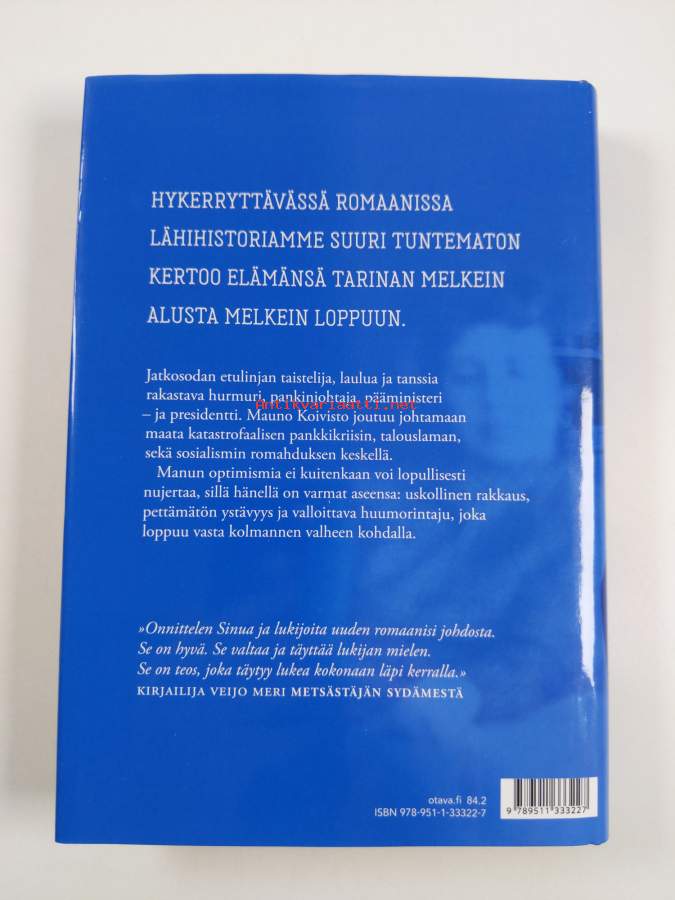 HYKERRYTTÄVÄSSÄ ROMAANISSA
LÄHIHISTORIAMME SUURI TUNTEMATON
KERTOO ELÄMÄNSÄ TARINAN MELKEIN
ALUSTA MELKEIN LOPPUUN.
Jatkosodan etulinjan taistelija, laulua ja tanssia
rakastava hurmuri, pankinjohtaja, pääministeri
Antikvariaatti.net
– ja presidentti. Mauno Koivisto joutuu johtamaan
maata katastrofaalisen pankkikriisin, talouslaman,
sekä sosialismin romahduksen keskellä.
Manun optimismia ei kuitenkaan voi lopullisesti
nujertaa, sillä hänellä on varmat aseensa: uskollinen rakkaus,
pettämätön ystävyys ja valloittava huumorintaju, joka
loppuu vasta kolmannen valheen kohdalla.
»Onnittelen Sinua ja lukijoita uuden romaanisi johdosta.
Se on hyvä. Se valtaa ja täyttää lukijan mielen.
Se on teos, joka täytyy lukea kokonaan läpi kerralla.»
KIRJAILIJA VEIJO MERI METSÄSTÄJÄN SYDÄMESTÄ
otava.fi 84.2
ISBN 978-951-1-33322-7
9 789511 333227